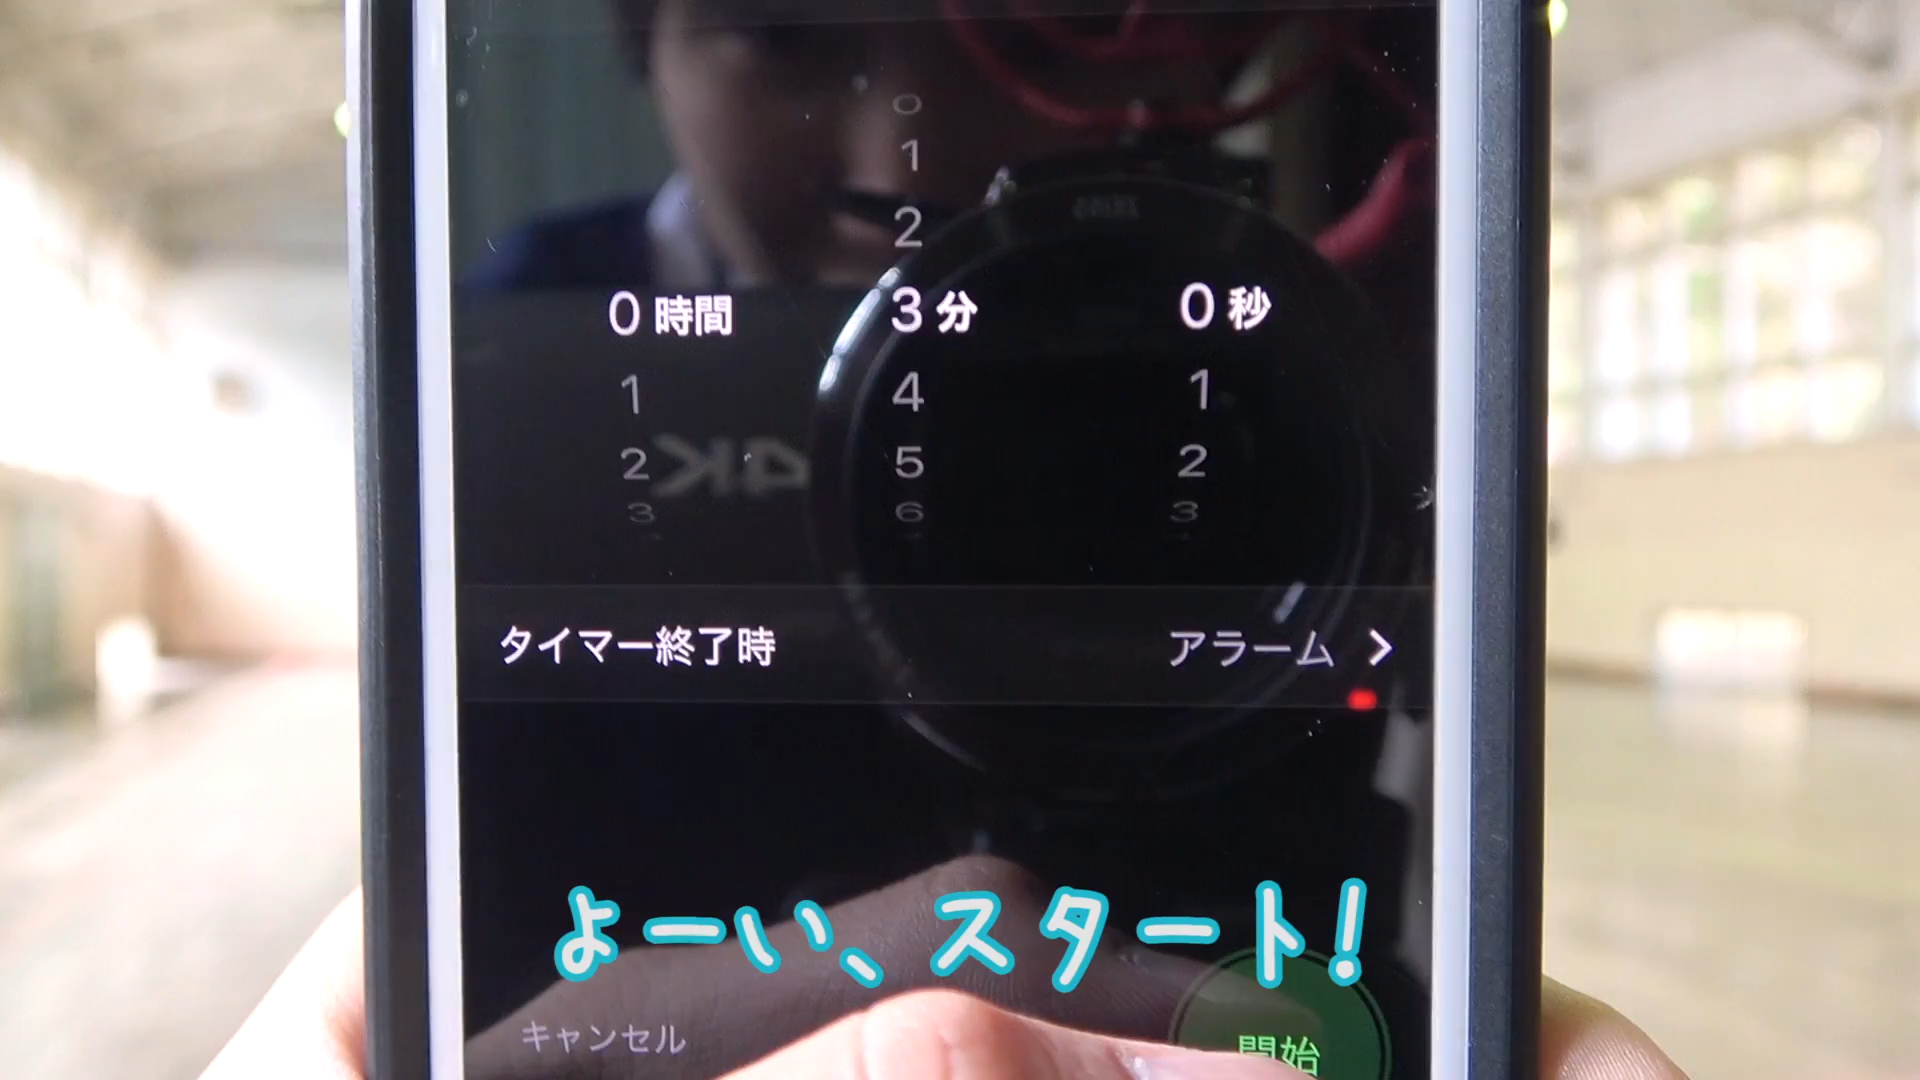 0
1
2
0 時間 3 分 0 秒
1 4 1
2 5 2
3 6 3
4K
タイマー終了時 アラーム
よーい、スタート!
キャンセル 開始